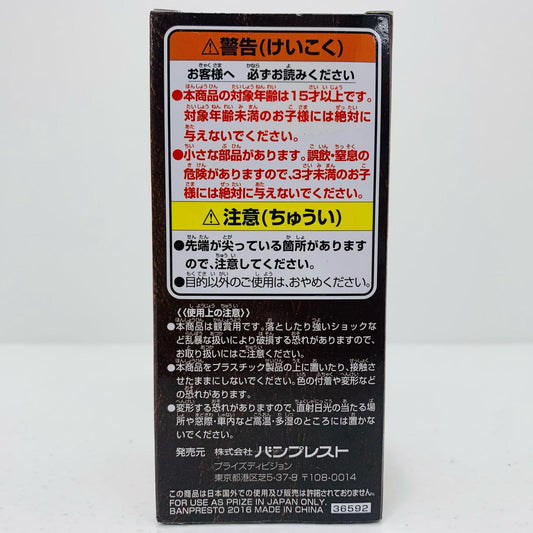 ⚠警告(けいこく)
お客様へ 必ずお読みください
●本商品の対象年齢は15才以上です。
対象年齢未満のお子様には絶対に
与えないでください。
●小さな部品があります。誤飲・窒息の
危険がありますので、3才未満のお子
様には絶対に与えないでください。
⚠注意(ちゅうい)
●先端が尖っている箇所があります
ので、注意してください。
●目的以外のご使用は、おやめください。
〈〈使用上の注意〉〉
●本商品は観賞用です。落としたり強いショックなど
乱暴な扱いにより破損する恐れがありますので、
お取り扱いにはご注意ください。
●本商品をプラスチック製品の上に置いたり、接触さ
せたままにしないでください。色の付着や変形など
の恐れがあります。
●変形する恐れがありますので、直射日光の当たる場
所や窓際・車内など高温・多湿のところには置かな
いでください。
発売元 株式会社 バンプレスト
プライズディビジョン
東京都港区芝5-37-8 〒108-0014
この商品は日本国外での使用及び販売は許諾されておりません。
FOR USE AS PRIZE IN JAPAN ONLY.
BANPRESTO 2016 MADE IN CHINA
36592